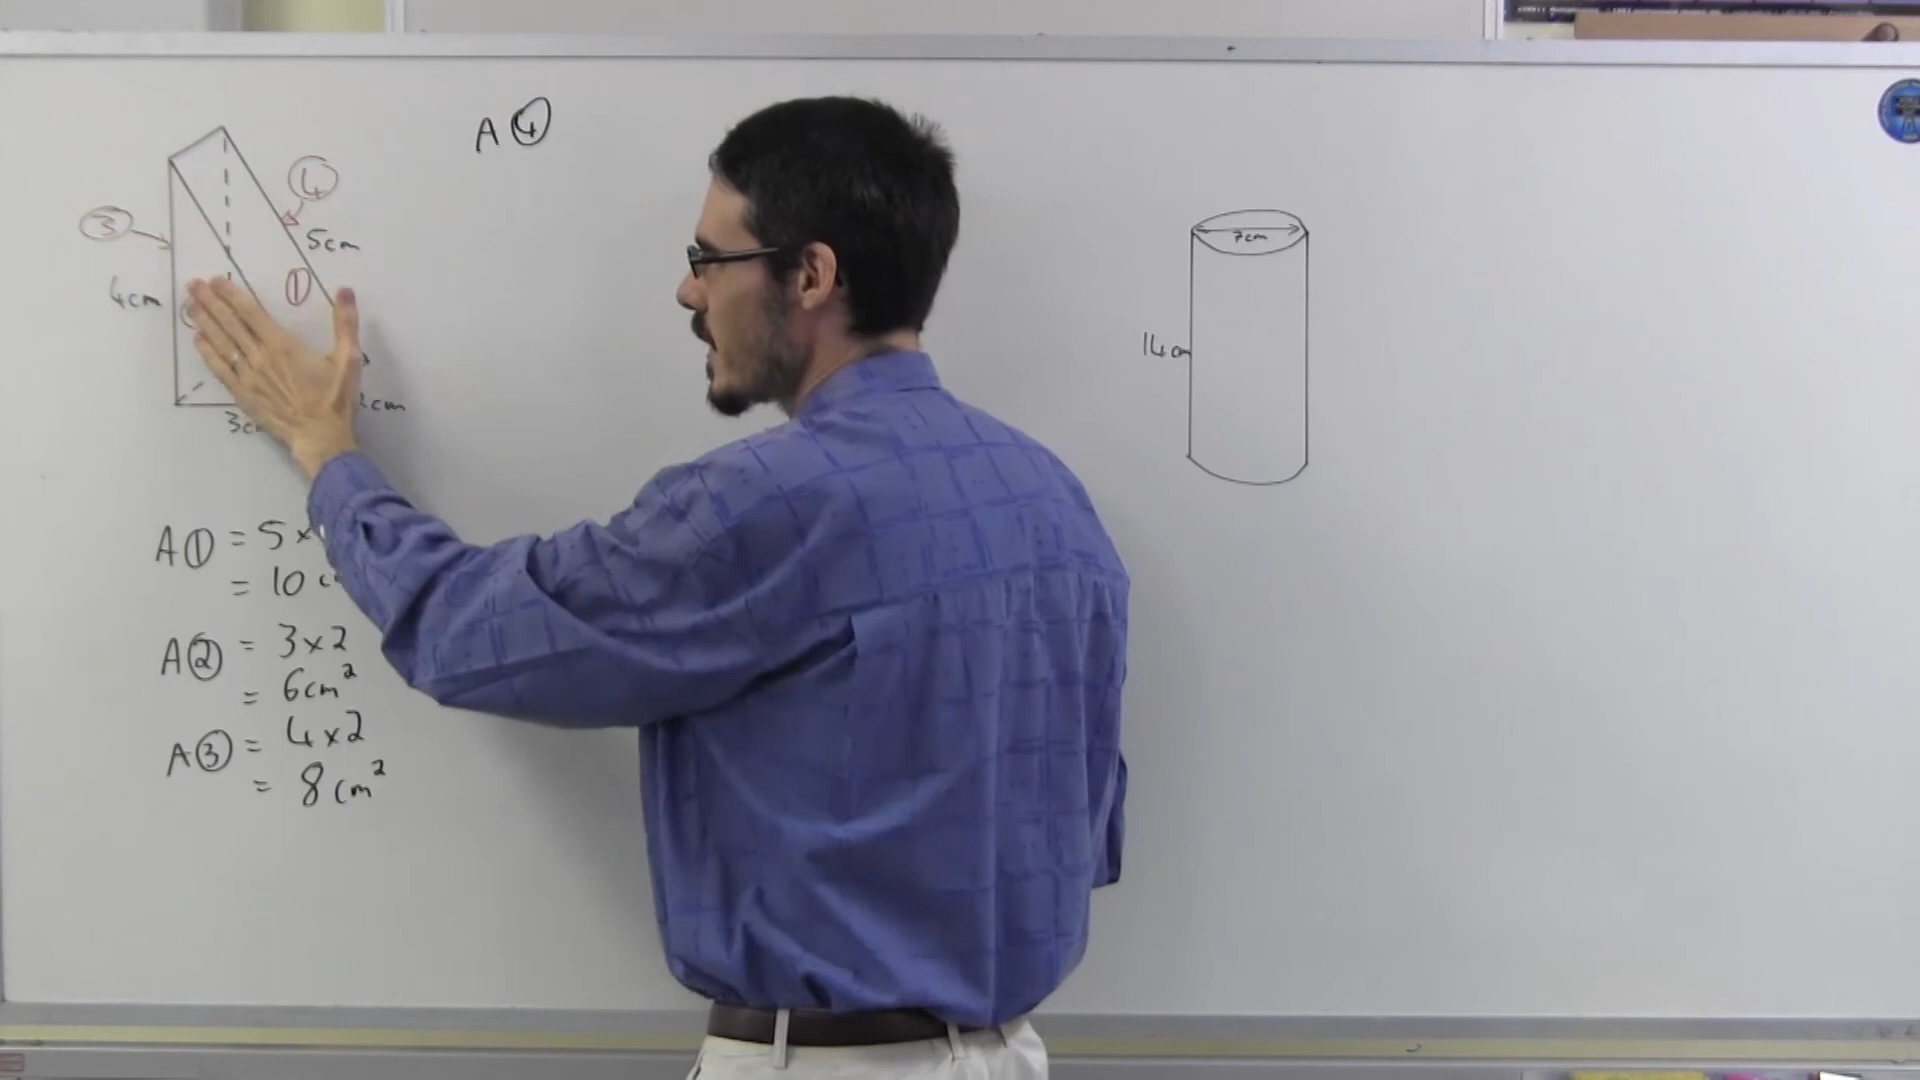 A④
④
③
5cm
①
4cm
2cm
3c
7cm
14cm
A① = 5 ×
= 10 c
A② = 3×2
= 6cm²
A③ = 4×2
= 8cm²